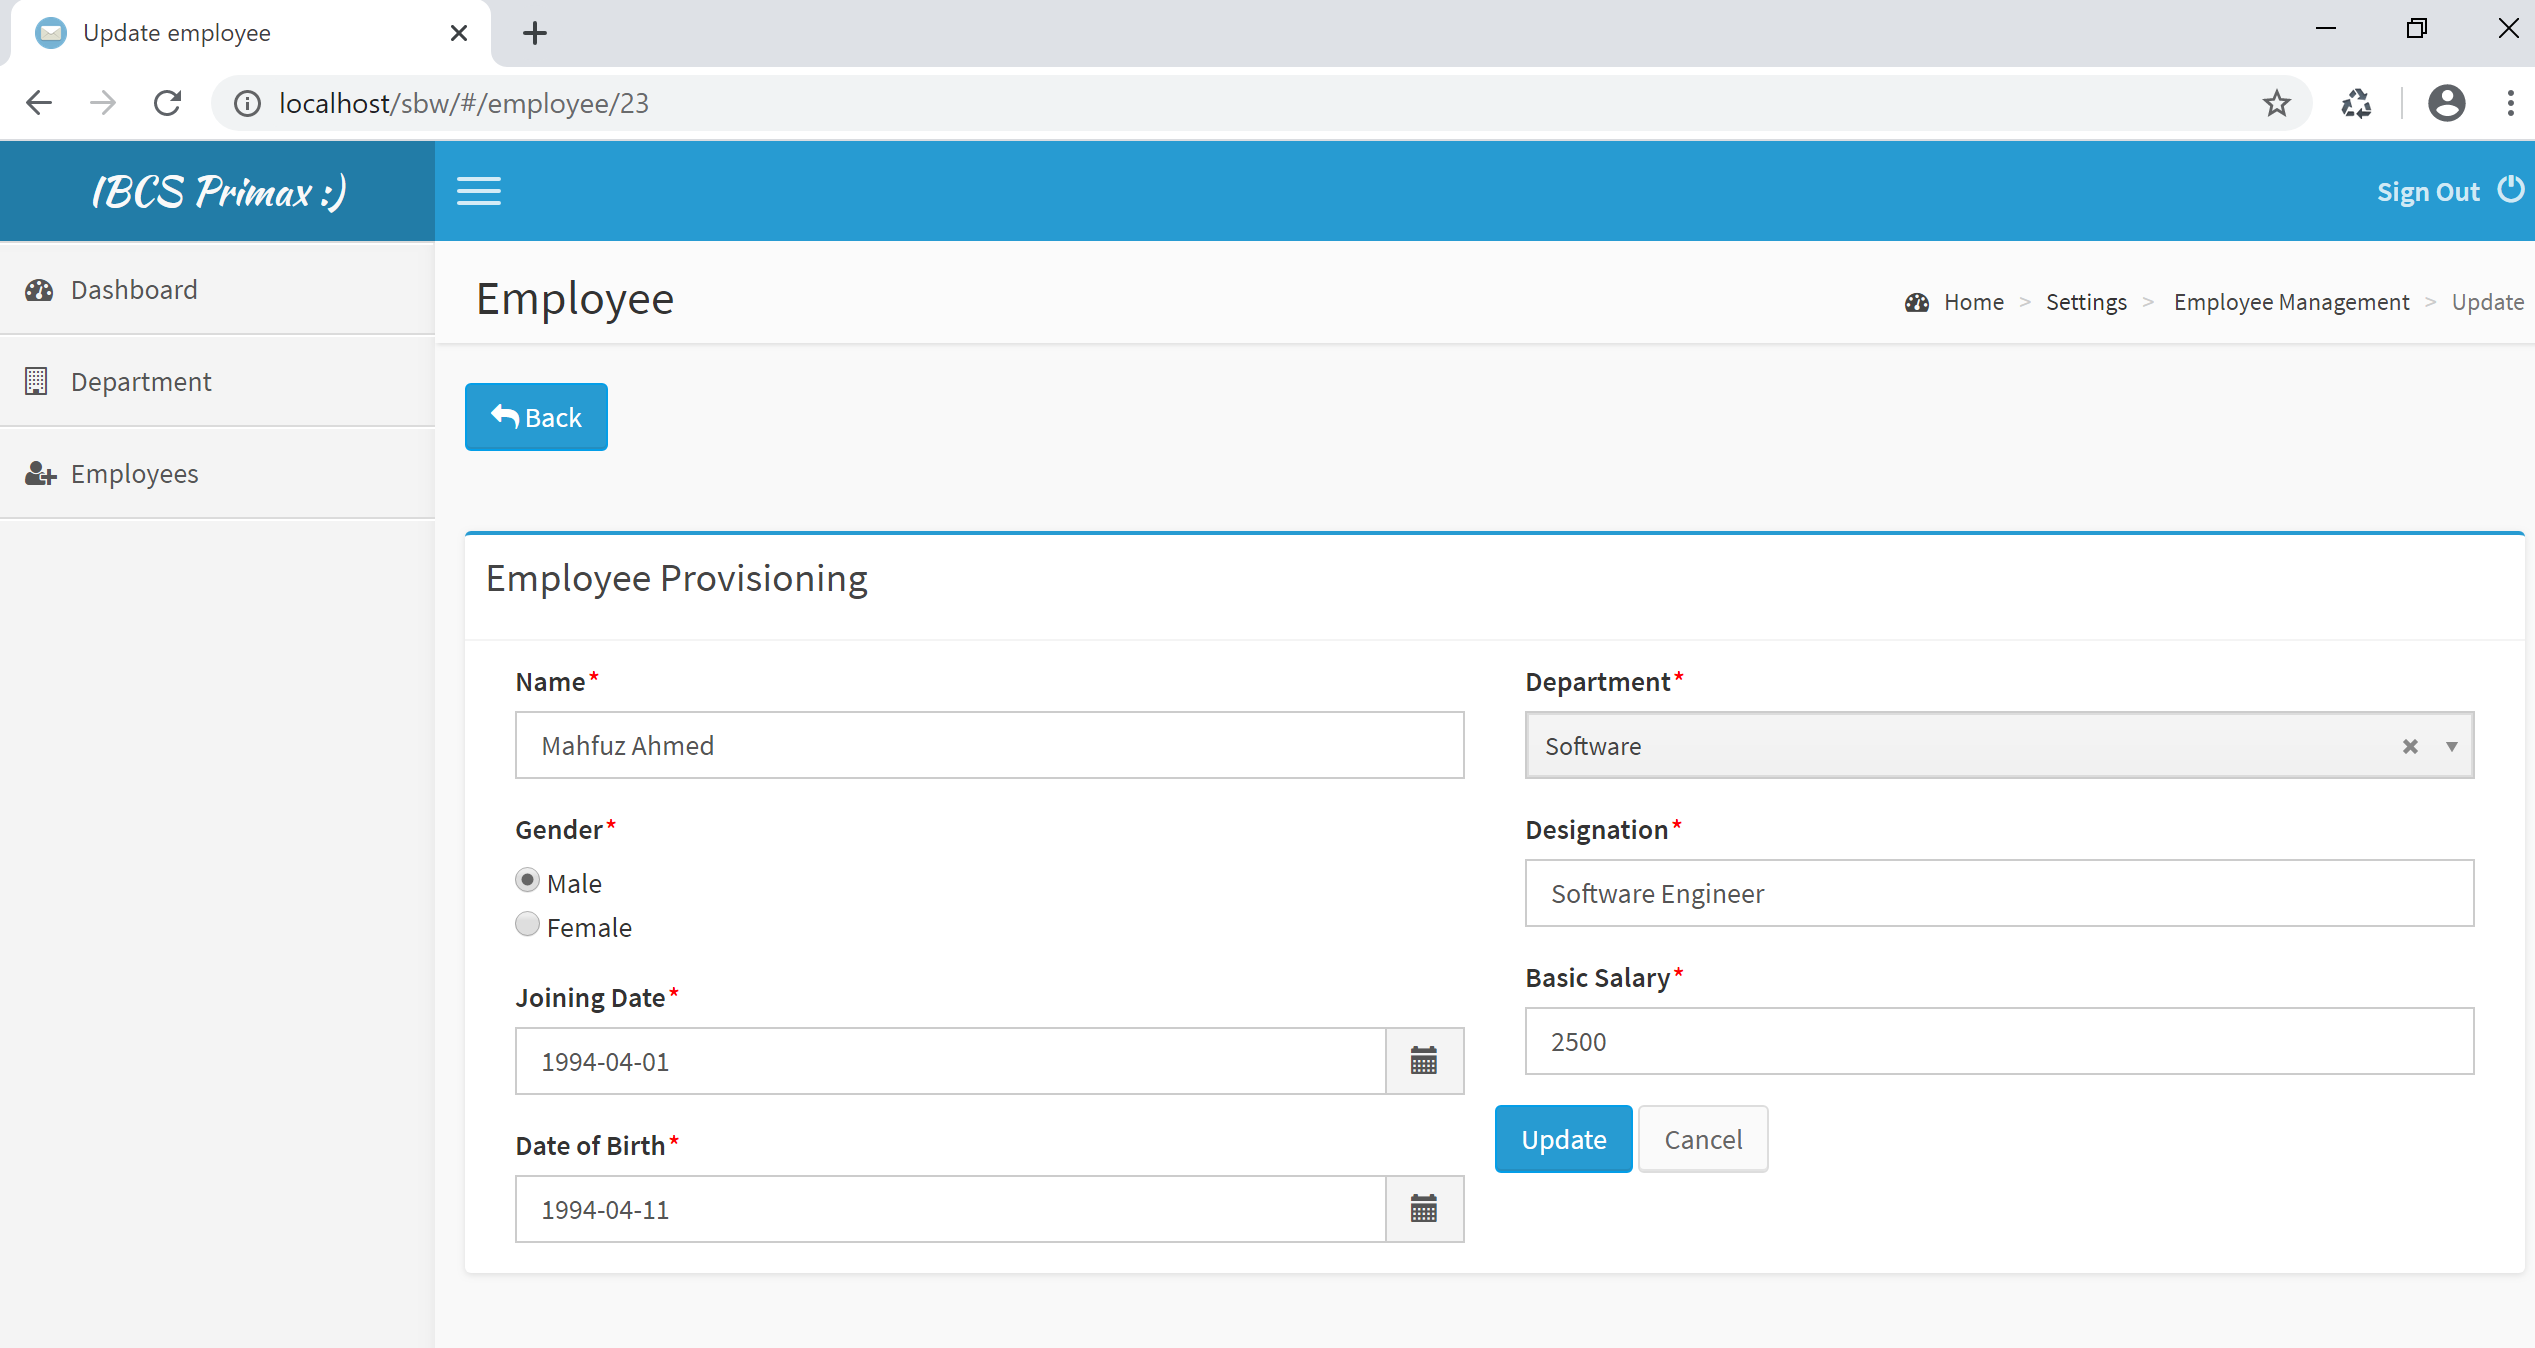 Update employee
localhost/sbw/#/employee/23
IBCS Primax :)
Sign Out
Dashboard
Department
Employees
Employee
Home > Settings > Employee Management > Update
Back
Employee Provisioning
Name*
Mahfuz Ahmed
Gender*
Male
Female
Joining Date*
1994-04-01
Date of Birth*
1994-04-11
Department*
Software
Designation*
Software Engineer
Basic Salary*
2500
Update Cancel